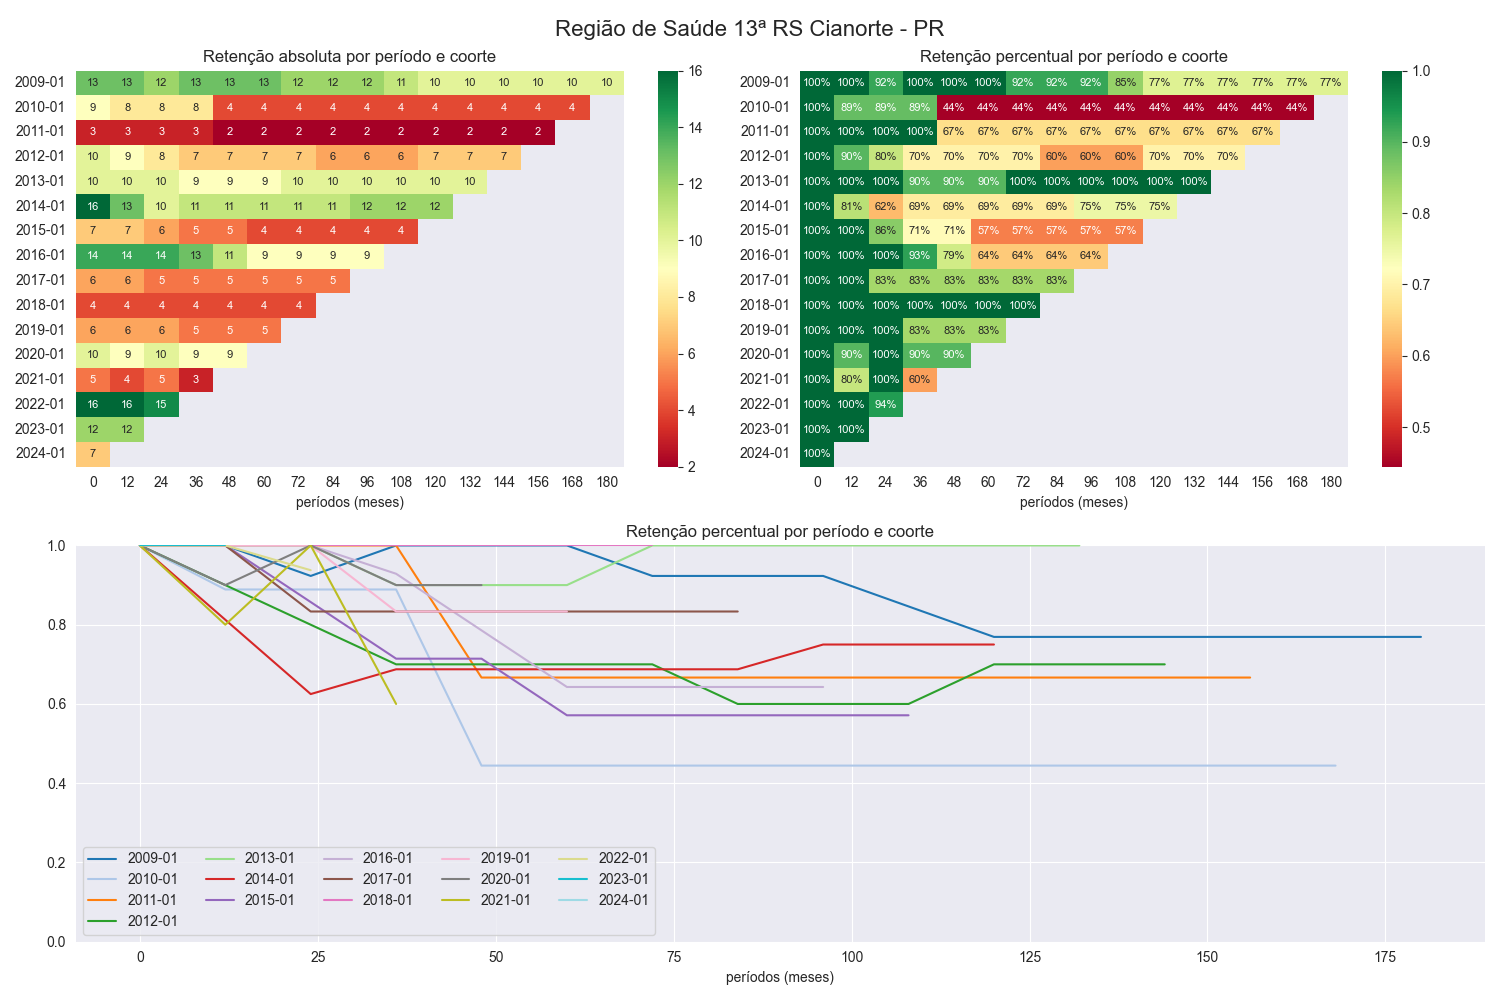 Região de Saúde 13ª RS Cianorte - PR
Retenção absoluta por período e coorte
2009-01 13 13 12 13 13 13 12 12 12 11 10 10 10 10 10 10
2010-01 9 8 8 8 4 4 4 4 4 4 4 4 4 4 4
2011-01 3 3 3 3 2 2 2 2 2 2 2 2 2 2
2012-01 10 9 8 7 7 7 7 6 6 6 7 7 7
2013-01 10 10 10 9 9 9 10 10 10 10 10 10
2014-01 16 13 10 11 11 11 11 11 12 12 12
2015-01 7 7 6 5 5 4 4 4 4 4
2016-01 14 14 14 13 11 9 9 9 9
2017-01 6 6 5 5 5 5 5 5
2018-01 4 4 4 4 4 4 4
2019-01 6 6 6 5 5 5
2020-01 10 9 10 9 9
2021-01 5 4 5 3
2022-01 16 16 15
2023-01 12 12
2024-01 7
0 12 24 36 48 60 72 84 96 108 120 132 144 156 168 180
períodos (meses)
16
14
12
10
8
6
4
2
Retenção percentual por período e coorte
2009-01 100% 100% 92% 100% 100% 100% 92% 92% 92% 85% 77% 77% 77% 77% 77% 77%
2010-01 100% 89% 89% 89% 44% 44% 44% 44% 44% 44% 44% 44% 44% 44% 44%
2011-01 100% 100% 100% 100% 67% 67% 67% 67% 67% 67% 67% 67% 67% 67%
2012-01 100% 90% 80% 70% 70% 70% 70% 60% 60% 60% 70% 70% 70%
2013-01 100% 100% 100% 90% 90% 90% 100% 100% 100% 100% 100% 100%
2014-01 100% 81% 62% 69% 69% 69% 69% 69% 75% 75% 75%
2015-01 100% 100% 86% 71% 71% 57% 57% 57% 57% 57%
2016-01 100% 100% 100% 93% 79% 64% 64% 64% 64%
2017-01 100% 100% 83% 83% 83% 83% 83% 83%
2018-01 100% 100% 100% 100% 100% 100% 100%
2019-01 100% 100% 100% 83% 83% 83%
2020-01 100% 90% 100% 90% 90%
2021-01 100% 80% 100% 60%
2022-01 100% 100% 94%
2023-01 100% 100%
2024-01 100%
0 12 24 36 48 60 72 84 96 108 120 132 144 156 168 180
períodos (meses)
1.0
0.9
0.8
0.7
0.6
0.5
Retenção percentual por período e coorte
1.0
0.8
0.6
0.4
0.2
0.0
2009-01 2013-01 2016-01 2019-01 2022-01
2010-01 2014-01 2017-01 2020-01 2023-01
2011-01 2015-01 2018-01 2021-01 2024-01
2012-01
0 25 50 75 100 125 150 175
períodos (meses)